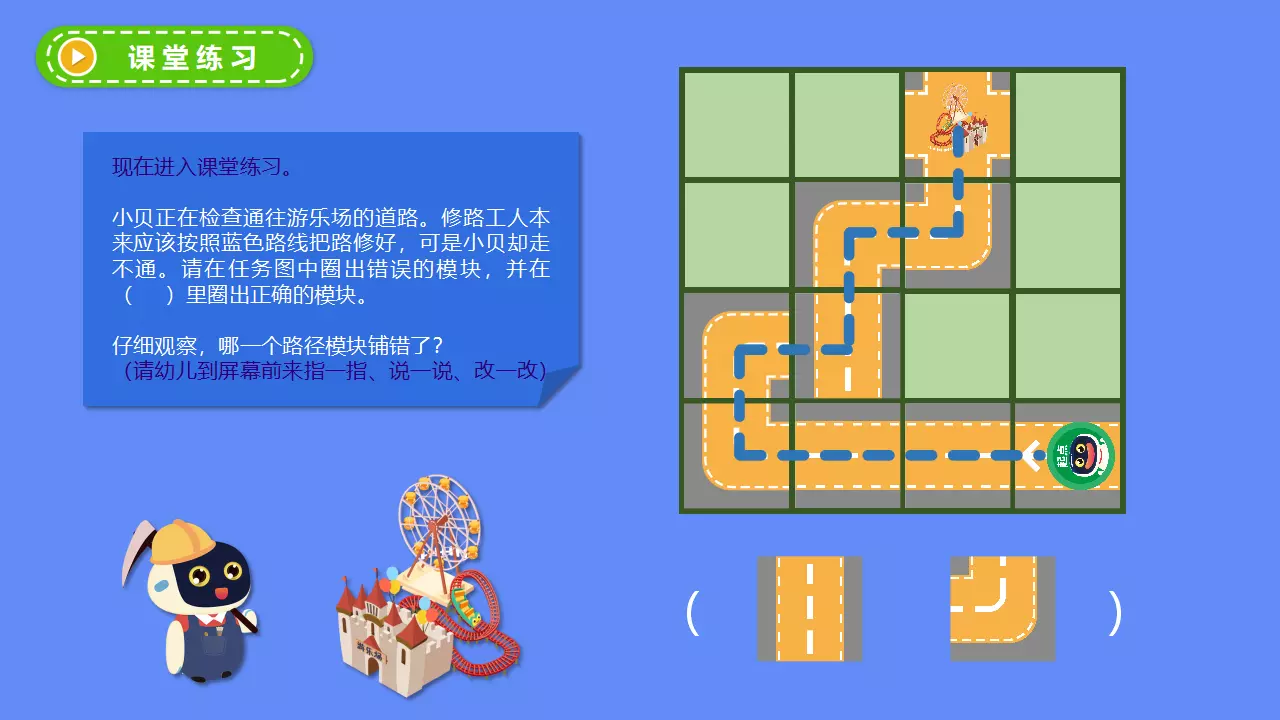 课堂练习
现在进入课堂练习。
小贝正在检查通往游乐场的道路。修路工人本
来应该按照蓝色路线把路修好，可是小贝却走
不通。请在任务图中圈出错误的模块，并在
（　）里圈出正确的模块。
仔细观察，哪一个路径模块铺错了？
（请幼儿到屏幕前来指一指、说一说、改一改）
起点
游乐场
(
)